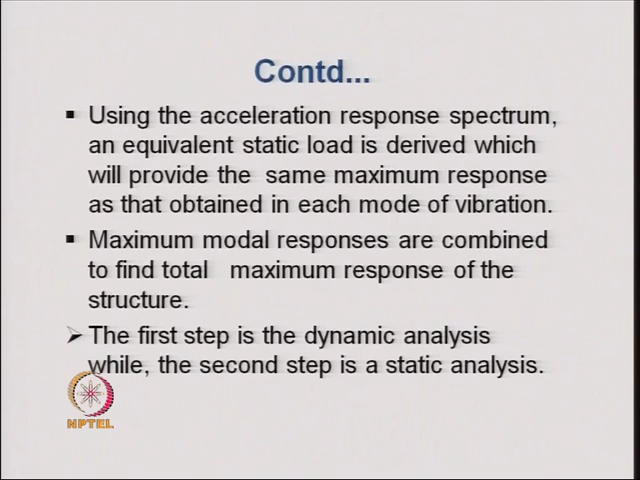 Contd...
Using the acceleration response spectrum,
an equivalent static load is derived which
will provide the same maximum response
as that obtained in each mode of vibration.
Maximum modal responses are combined
to find total maximum response of the
structure.
The first step is the dynamic analysis
while, the second step is a static analysis.
NPTEL